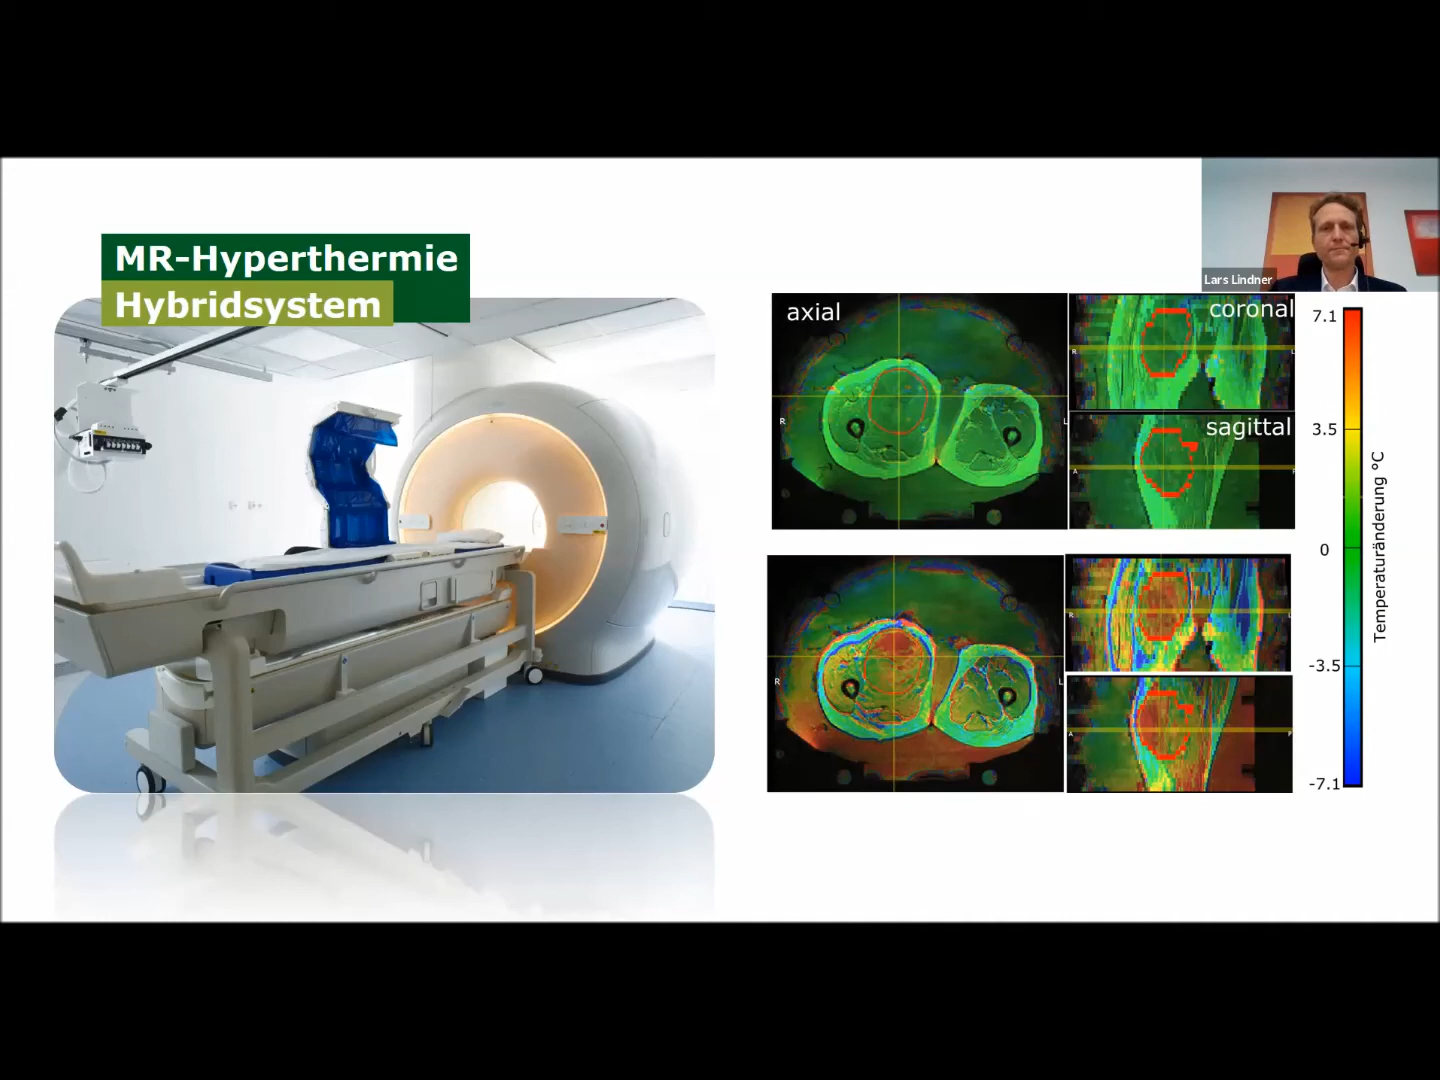 MR-Hyperthermie
Hybridsystem
Lars Lindner
axial
coronal
sagittal
R
L
R
L
A
R
L
R
L
A
P
7.1
3.5
0
-3.5
-7.1
Temperaturänderung °C